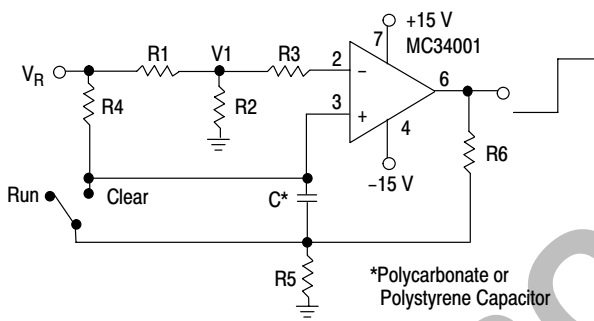 +15 V
MC34001
7
VR
R1
V1
R3
2
−
6
R4
R2
3
+
4
R6
−15 V
Run
Clear
C*
R5
*Polycarbonate or
Polystyrene Capacitor